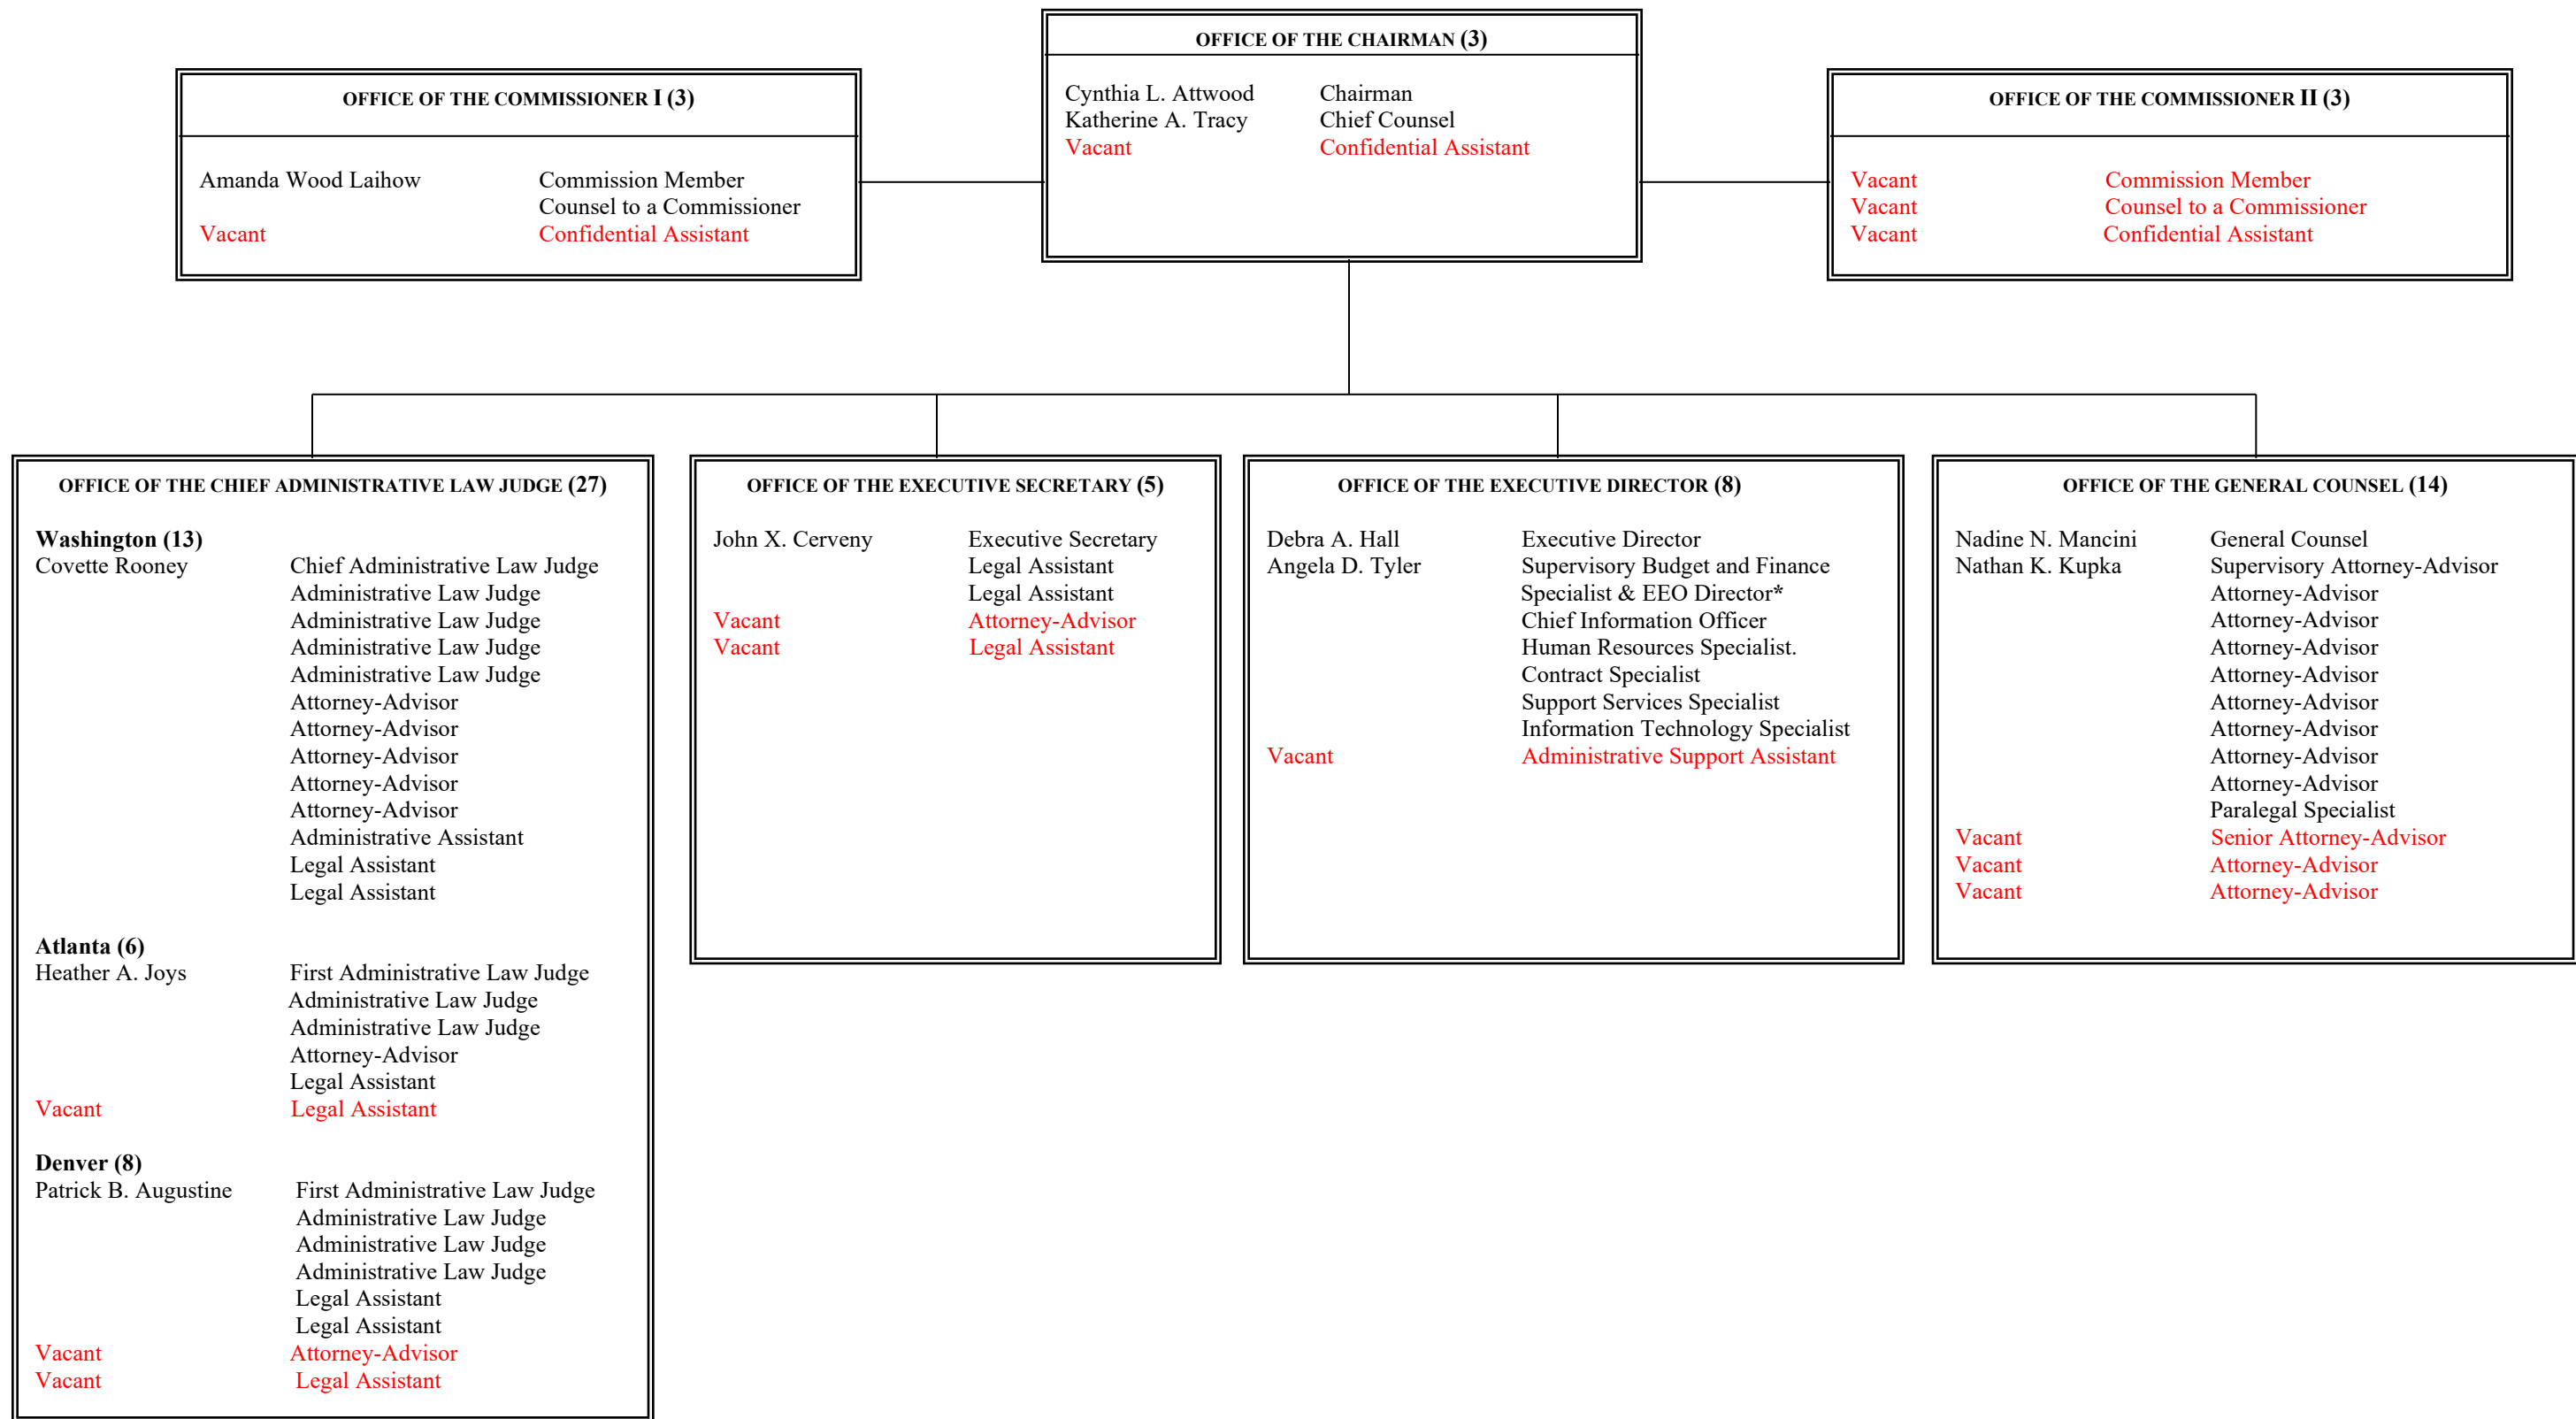 OFFICE OF THE CHAIRMAN (3)
Cynthia L. Attwood Chairman
Katherine A. Tracy Chief Counsel
Vacant Confidential Assistant
OFFICE OF THE COMMISSIONER I (3)
Amanda Wood Laihow Commission Member
Counsel to a Commissioner
Vacant Confidential Assistant
OFFICE OF THE COMMISSIONER II (3)
Vacant Commission Member
Vacant Counsel to a Commissioner
Vacant Confidential Assistant
OFFICE OF THE CHIEF ADMINISTRATIVE LAW JUDGE (27)
Washington (13)
Covette Rooney Chief Administrative Law Judge
Administrative Law Judge
Administrative Law Judge
Administrative Law Judge
Administrative Law Judge
Attorney-Advisor
Attorney-Advisor
Attorney-Advisor
Attorney-Advisor
Attorney-Advisor
Administrative Assistant
Legal Assistant
Legal Assistant
Atlanta (6)
Heather A. Joys First Administrative Law Judge
Administrative Law Judge
Administrative Law Judge
Attorney-Advisor
Legal Assistant
Vacant Legal Assistant
Denver (8)
Patrick B. Augustine First Administrative Law Judge
Administrative Law Judge
Administrative Law Judge
Administrative Law Judge
Legal Assistant
Legal Assistant
Vacant Attorney-Advisor
Vacant Legal Assistant
OFFICE OF THE EXECUTIVE SECRETARY (5)
John X. Cerveny Executive Secretary
Legal Assistant
Legal Assistant
Vacant Attorney-Advisor
Vacant Legal Assistant
OFFICE OF THE EXECUTIVE DIRECTOR (8)
Debra A. Hall Executive Director
Angela D. Tyler Supervisory Budget and Finance
Specialist & EEO Director*
Chief Information Officer
Human Resources Specialist.
Contract Specialist
Support Services Specialist
Information Technology Specialist
Vacant Administrative Support Assistant
OFFICE OF THE GENERAL COUNSEL (14)
Nadine N. Mancini General Counsel
Nathan K. Kupka Supervisory Attorney-Advisor
Attorney-Advisor
Attorney-Advisor
Attorney-Advisor
Attorney-Advisor
Attorney-Advisor
Attorney-Advisor
Attorney-Advisor
Attorney-Advisor
Paralegal Specialist
Vacant Senior Attorney-Advisor
Vacant Attorney-Advisor
Vacant Attorney-Advisor